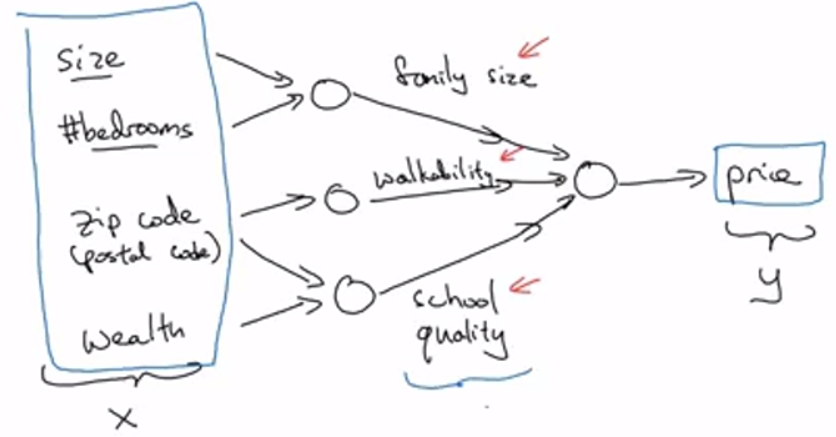 size
#bedrooms
zip code
(postal code)
wealth
X
family size
walkability
school
quality
price
y